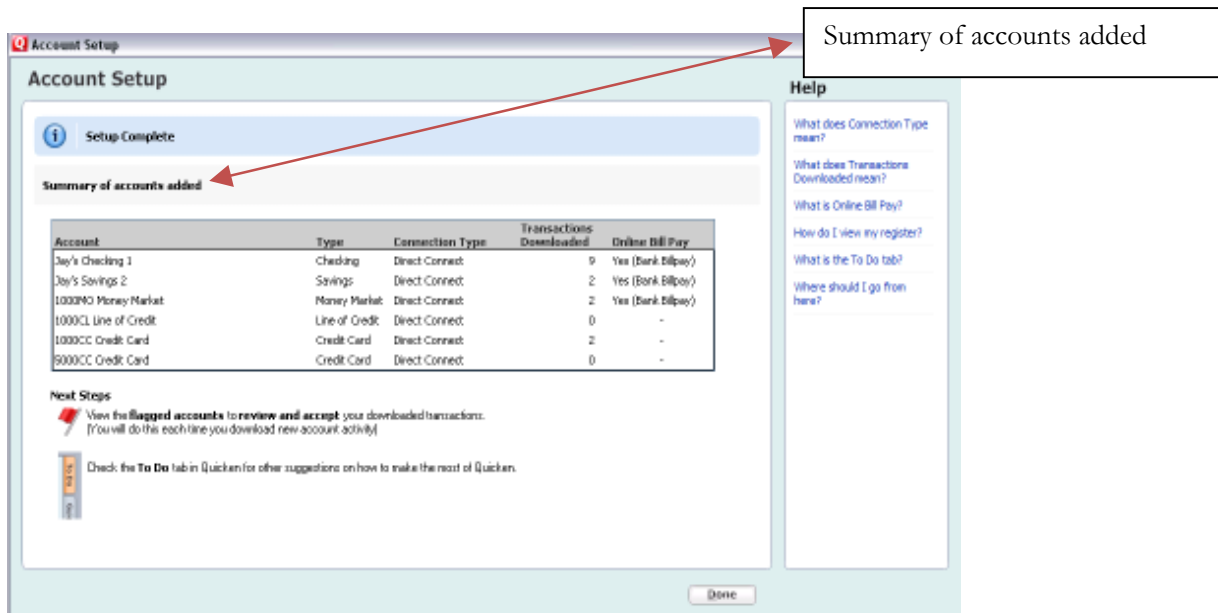 Summary of accounts added
Account Setup
Account Setup
Help
Setup Complete
Summary of accounts added
Account Type Connection Type Transactions Downloaded Online Bill Pay
Jay's Checking 1 Checking Direct Connect 9 Yes (Bank Billpay)
Jay's Savings 2 Savings Direct Connect 2 Yes (Bank Billpay)
1000MO Money Market Money Market Direct Connect 2 Yes (Bank Billpay)
1000CL Line of Credit Line of Credit Direct Connect 0 -
1000CC Credit Card Credit Card Direct Connect 2 -
5000CC Credit Card Credit Card Direct Connect 0 -
Next Steps
View the flagged accounts to review and accept your downloaded transactions.
(You will do this each time you download new account activity)
To Do
Check the To Do tab in Quicken for other suggestions on how to make the most of Quicken.
What does Connection Type
mean?
What does Transactions
Downloaded mean?
What is Online Bill Pay?
How do I view my register?
What is the To Do tab?
Where should I go from
here?
Done